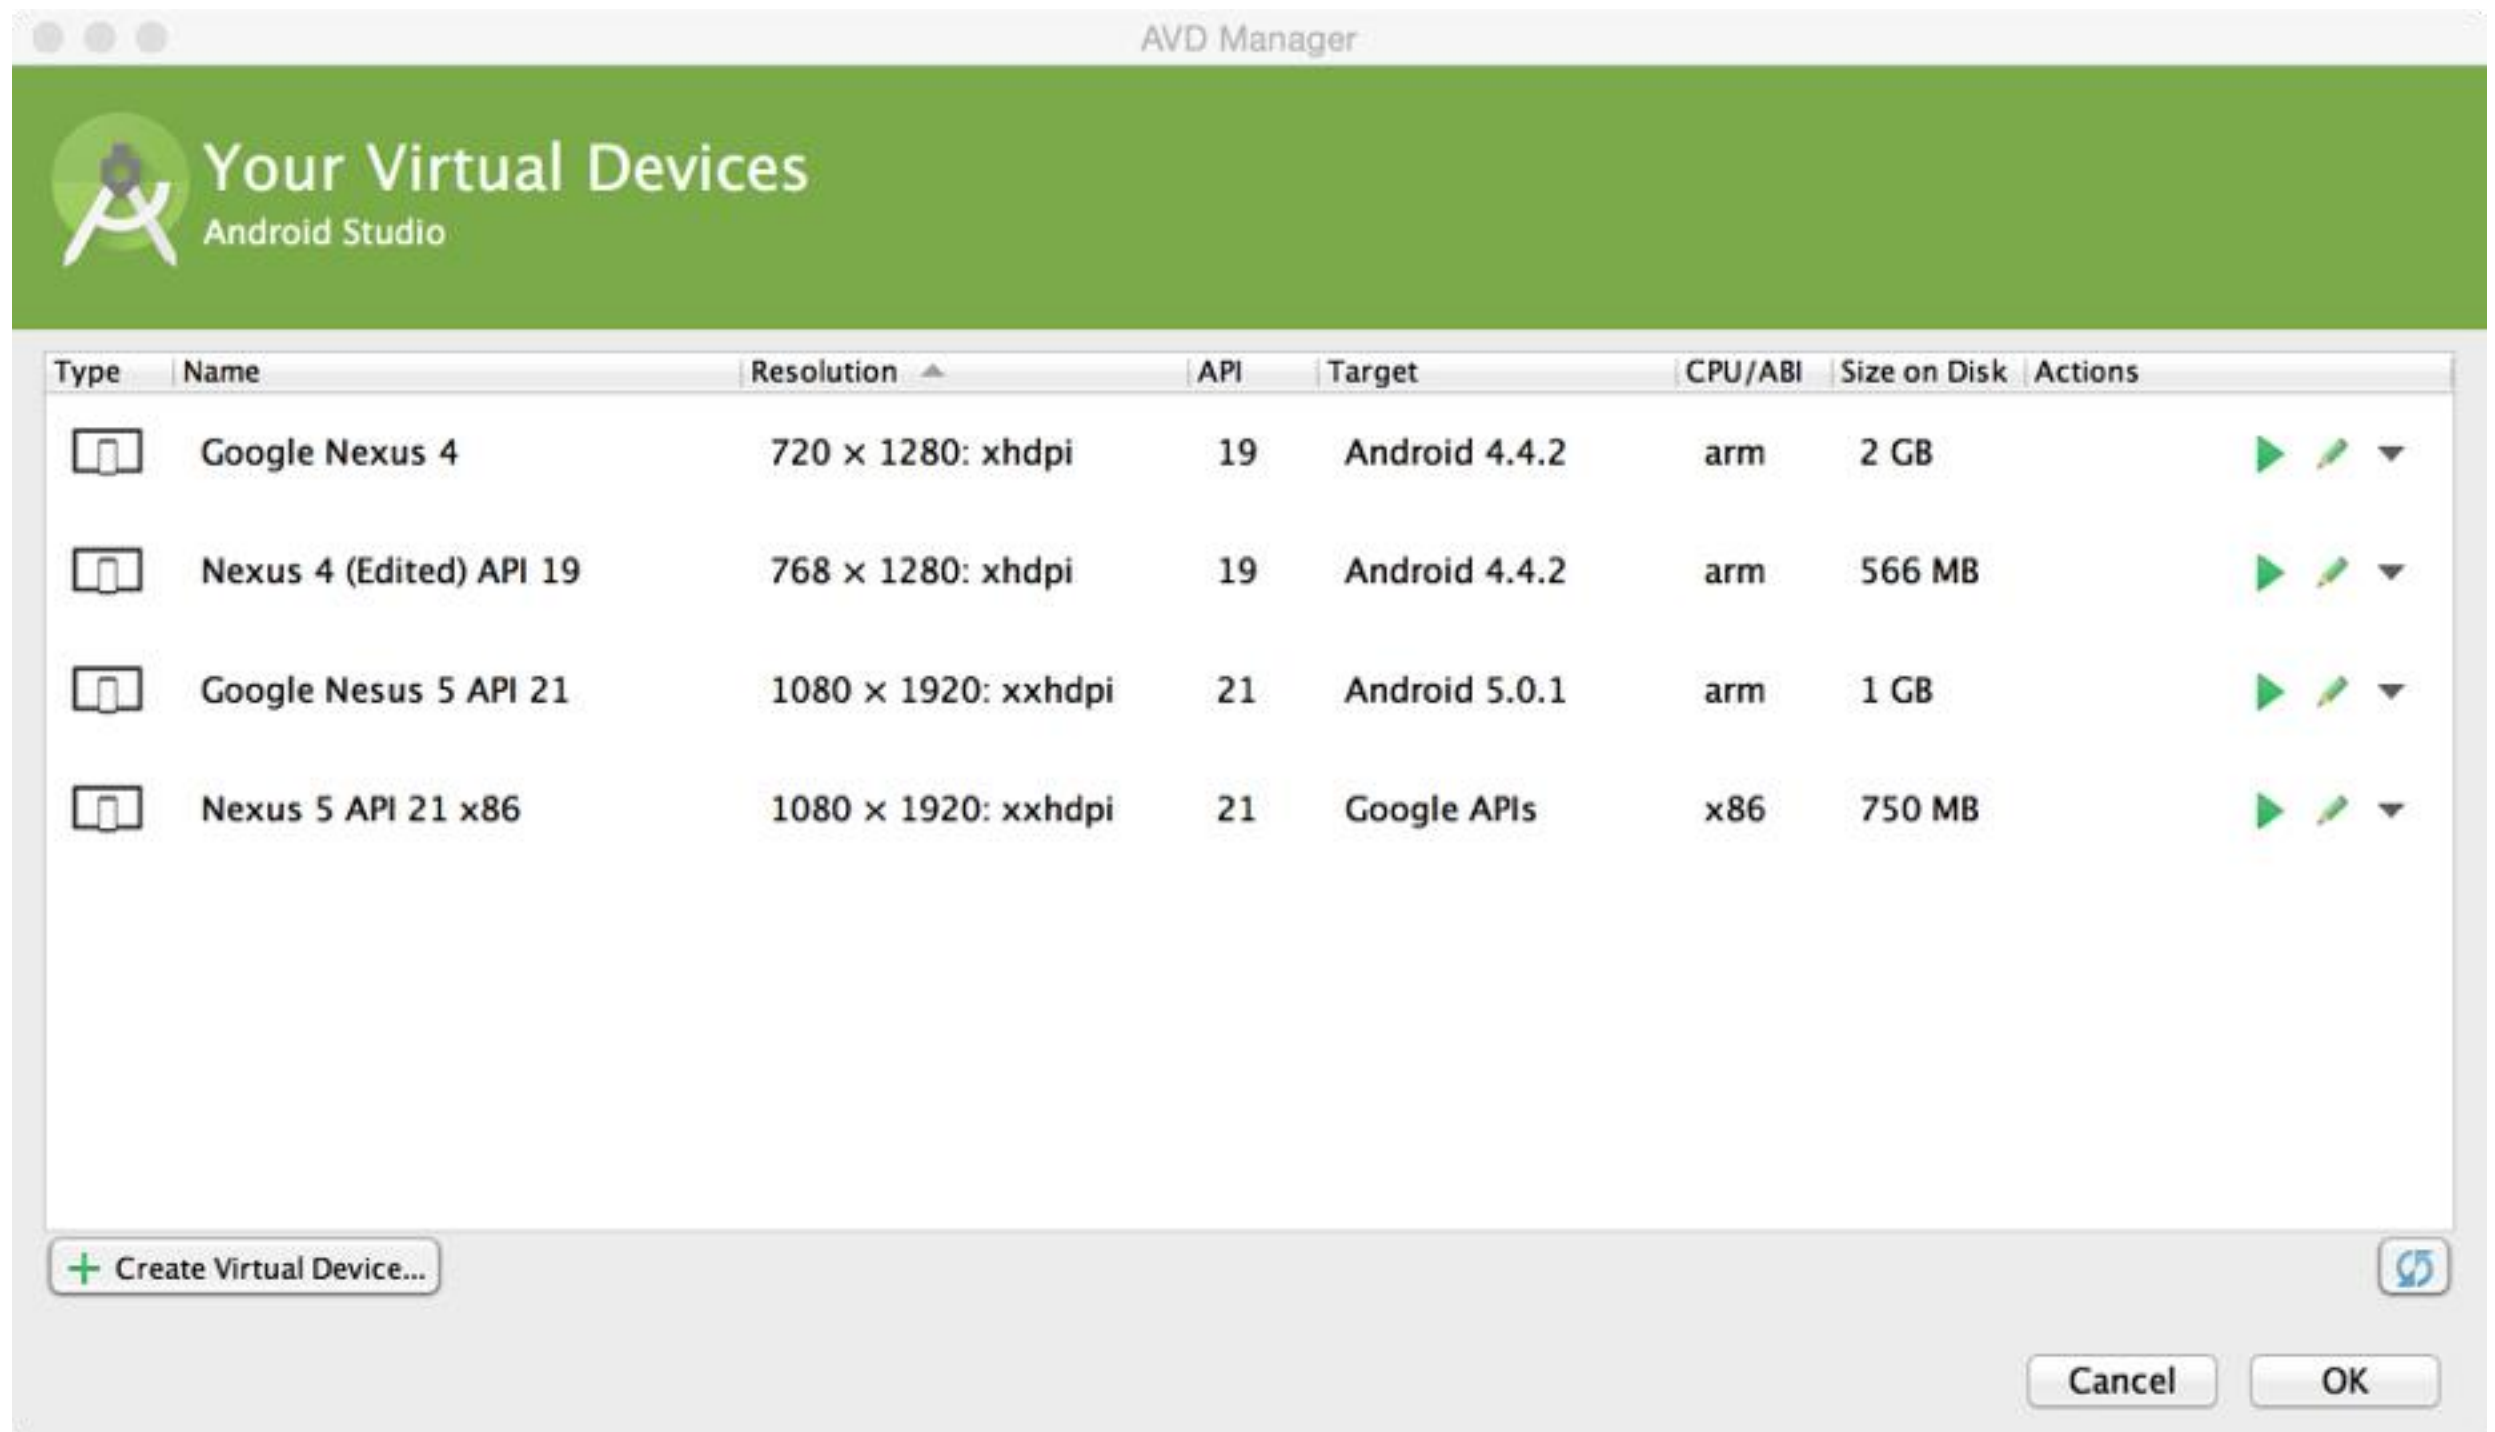 AVD Manager
Your Virtual Devices
Android Studio
Type Name Resolution API Target CPU/ABI Size on Disk Actions
Google Nexus 4 720 × 1280: xhdpi 19 Android 4.4.2 arm 2 GB
Nexus 4 (Edited) API 19 768 × 1280: xhdpi 19 Android 4.4.2 arm 566 MB
Google Nesus 5 API 21 1080 × 1920: xxhdpi 21 Android 5.0.1 arm 1 GB
Nexus 5 API 21 x86 1080 × 1920: xxhdpi 21 Google APIs x86 750 MB
Create Virtual Device...
Cancel OK